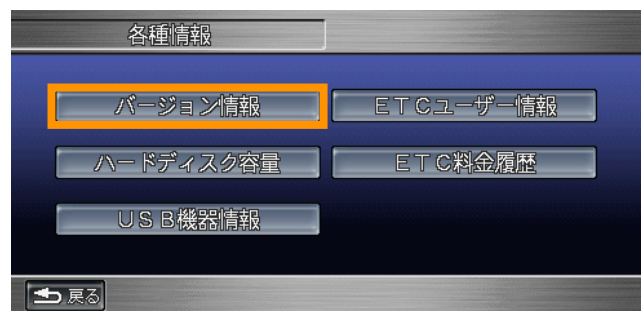 各種情報
バージョン情報
ETCユーザー情報
ハードディスク容量
ETC料金履歴
USB機器情報
戻る